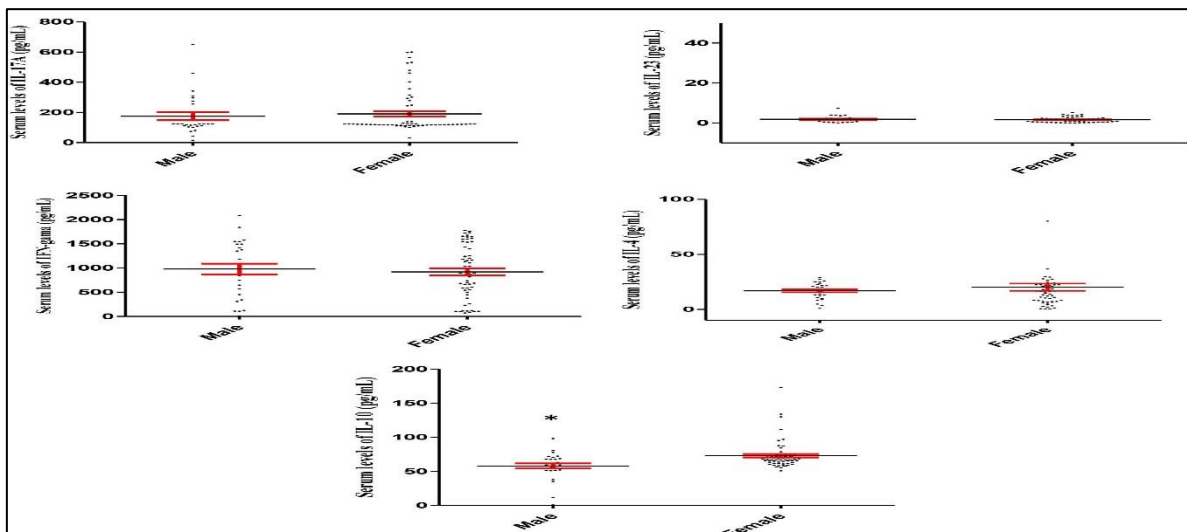 Serum levels of IL-17A (pg/mL)
800
600
400
200
0
Male
Female
Serum levels of IL-23 (pg/mL)
40
20
0
Male
Female
Serum levels of IFN-gama (pg/mL)
2500
2000
1500
1000
500
0
Male
Female
Serum levels of IL-4 (pg/mL)
100
50
0
Male
Female
Serum levels of IL-10 (pg/mL)
200
150
100
50
0
*
Male
Female